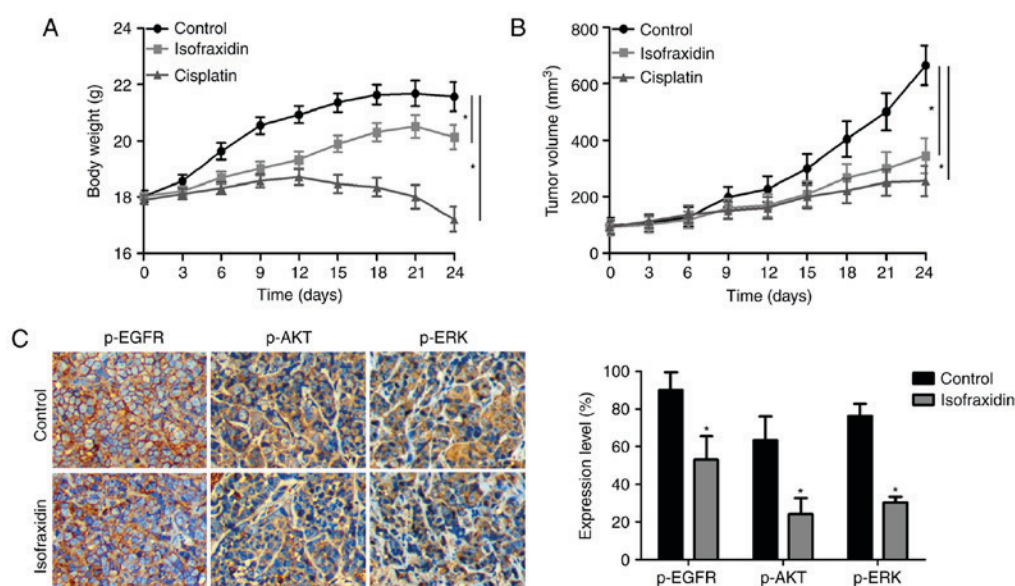 A
Control
Isofraxidin
Cisplatin
Body weight (g)
24
22
20
18
16
*
*
0 3 6 9 12 15 18 21 24
Time (days)
B
Control
Isofraxidin
Cisplatin
Tumor volume (mm³)
800
600
400
200
0
*
*
0 3 6 9 12 15 18 21 24
Time (days)
C
p-EGFR p-AKT p-ERK
Control
Isofraxidin
Expression level (%)
100
80
60
40
20
0
Control
Isofraxidin
* * *
p-EGFR p-AKT p-ERK